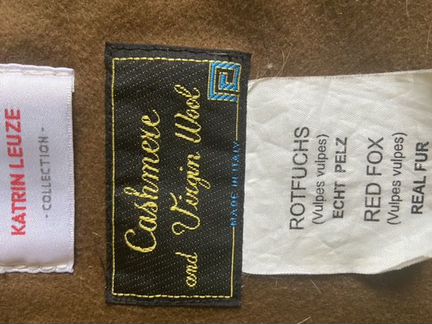 KATRIN LEUZE
- COLLECTION -
Cashmere
and Virgin Wool
MADE IN ITALY
ROTFUCHS
(Vulpes vulpes)
ECHT PELZ
RED FOX
(Vulpes vulpes)
REAL FUR